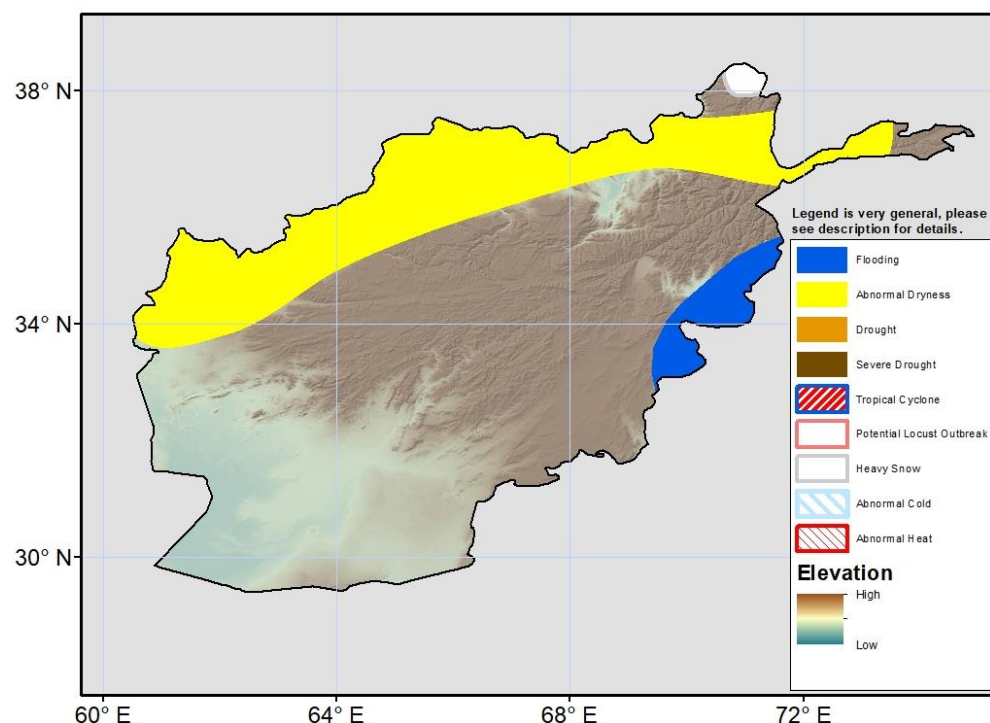 38° N
34° N
30° N
60° E
64° E
68° E
72° E
Legend is very general, please
see description for details.
Flooding
Abnormal Dryness
Drought
Severe Drought
Tropical Cyclone
Potential Locust Outbreak
Heavy Snow
Abnormal Cold
Abnormal Heat
Elevation
High
Low